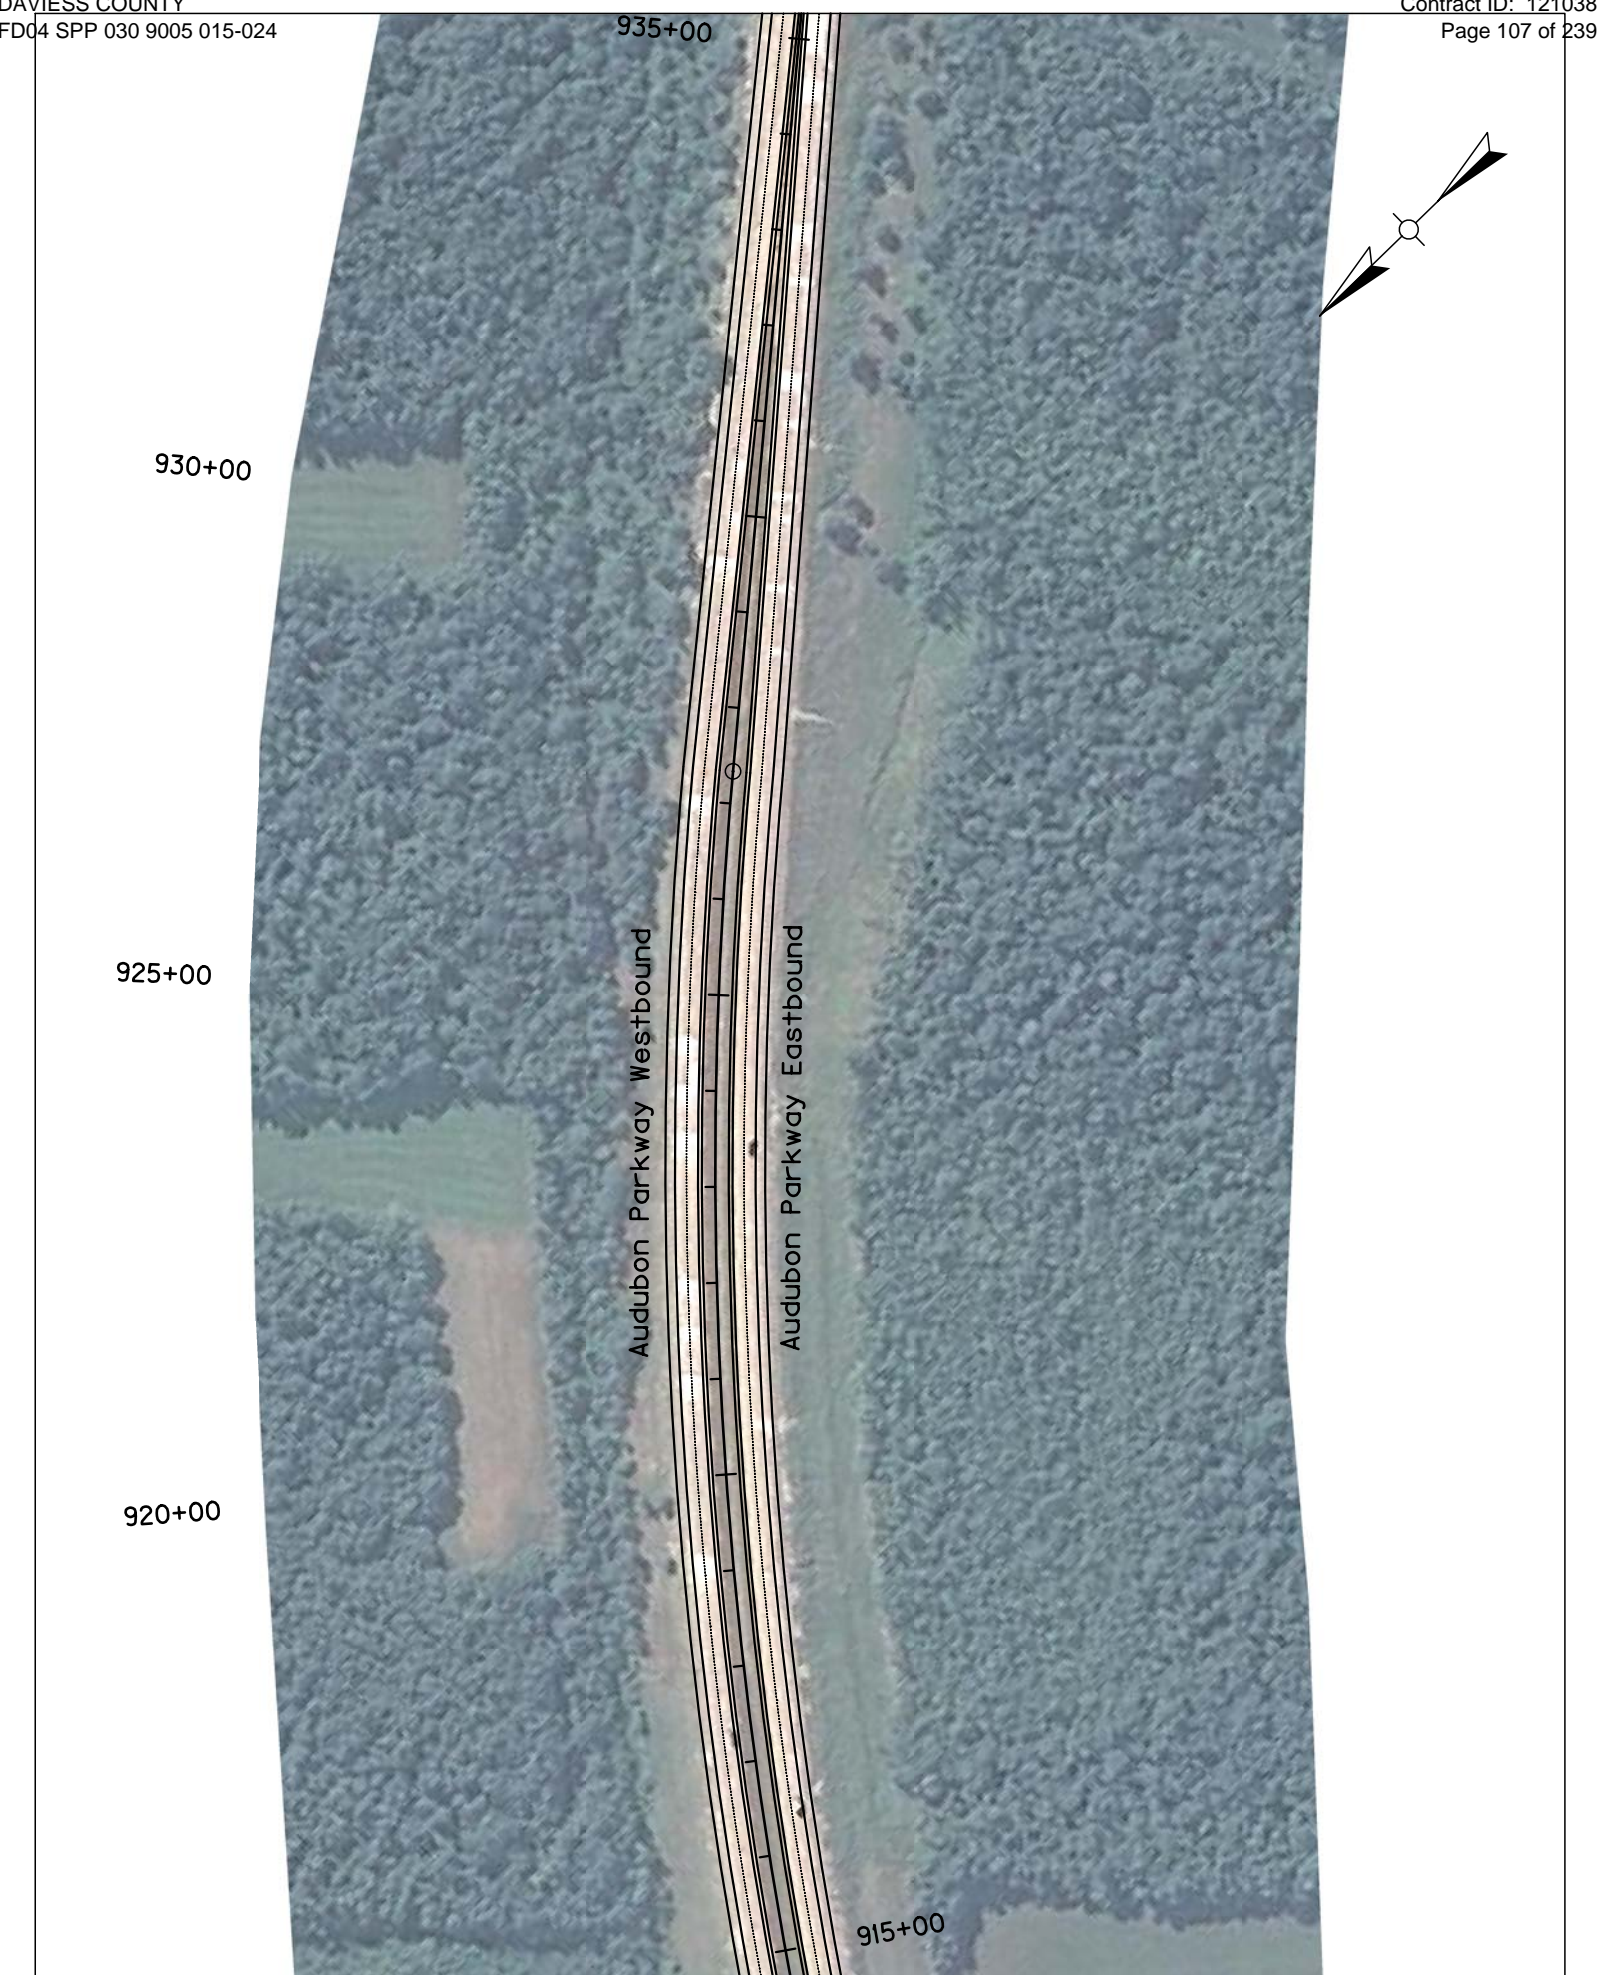 DAVIESS COUNTY
FD04 SPP 030 9005 015-024
Contract ID: 121038
Page 107 of 239
935+00
930+00
925+00
Audubon Parkway Westbound
Audubon Parkway Eastbound
920+00
915+00